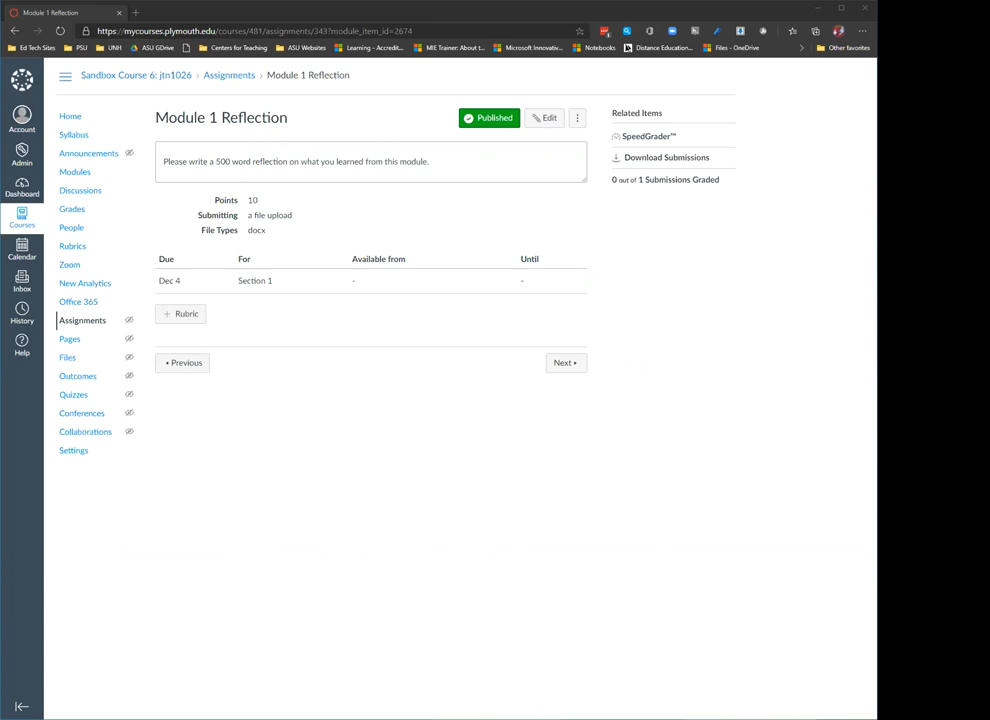 Module 1 Reflection
https://mycourses.plymouth.edu/courses/481/assignments/343?module_item_id=2674
Ed Tech Sites PSU UNH ASU GDrive Centers for Teaching ASU Websites Learning - Accredit... MIE Trainer: About t... Microsoft Innovativ... Notebooks Distance Education... Files - OneDrive Other favorites
Sandbox Course 6: jtn1026 › Assignments › Module 1 Reflection
Account
Admin
Dashboard
Courses
Calendar
Inbox
History
Help
Home
Syllabus
Announcements
Modules
Discussions
Grades
People
Rubrics
Zoom
New Analytics
Office 365
Assignments
Pages
Files
Outcomes
Quizzes
Conferences
Collaborations
Settings
Module 1 Reflection
Published
Edit
Please write a 500 word reflection on what you learned from this module.
Points 10
Submitting a file upload
File Types docx
Due For Available from Until
Dec 4 Section 1 - -
+ Rubric
Previous
Next
Related Items
SpeedGrader™
Download Submissions
0 out of 1 Submissions Graded